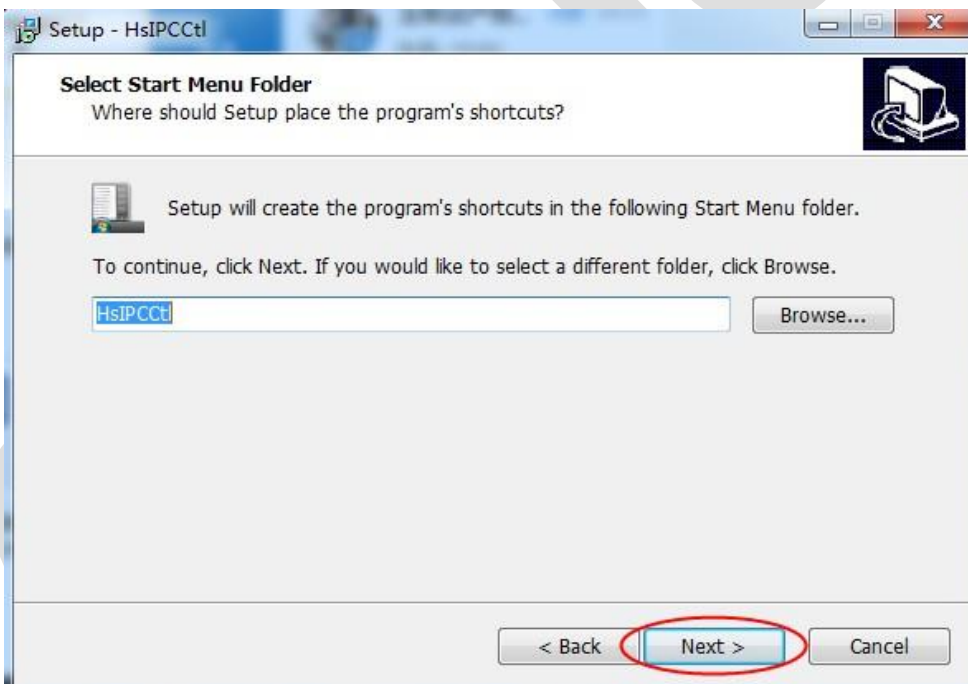 Setup - HsIPCCtl
Select Start Menu Folder
Where should Setup place the program's shortcuts?
Setup will create the program's shortcuts in the following Start Menu folder.
To continue, click Next. If you would like to select a different folder, click Browse.
HsIPCCtl
Browse...
< Back
Next >
Cancel